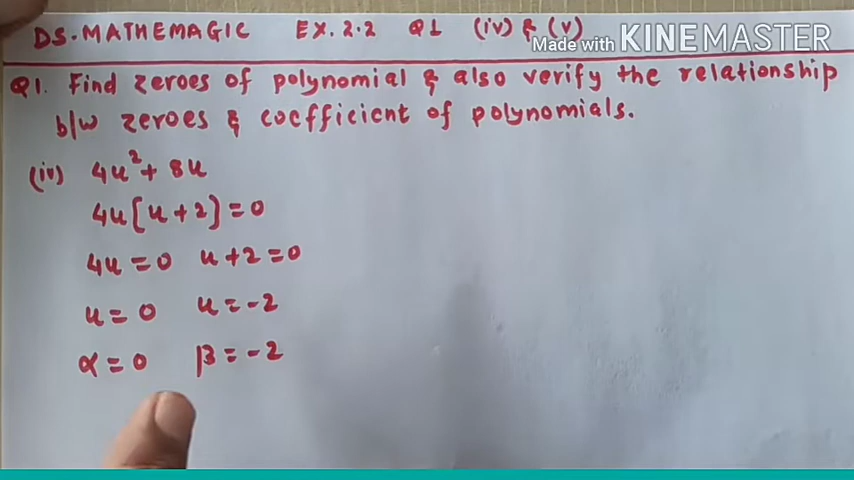 DS-MATHEMAGIC EX. 2.2 Q1 (iv) & (v)
Made with KINEMASTER
Q1. Find zeroes of polynomial & also verify the relationship
b/w zeroes & coefficient of polynomials.
(iv) 4u² + 8u
4u[u+2] = 0
4u = 0 u+2 = 0
u = 0 u = -2
α = 0 β = -2